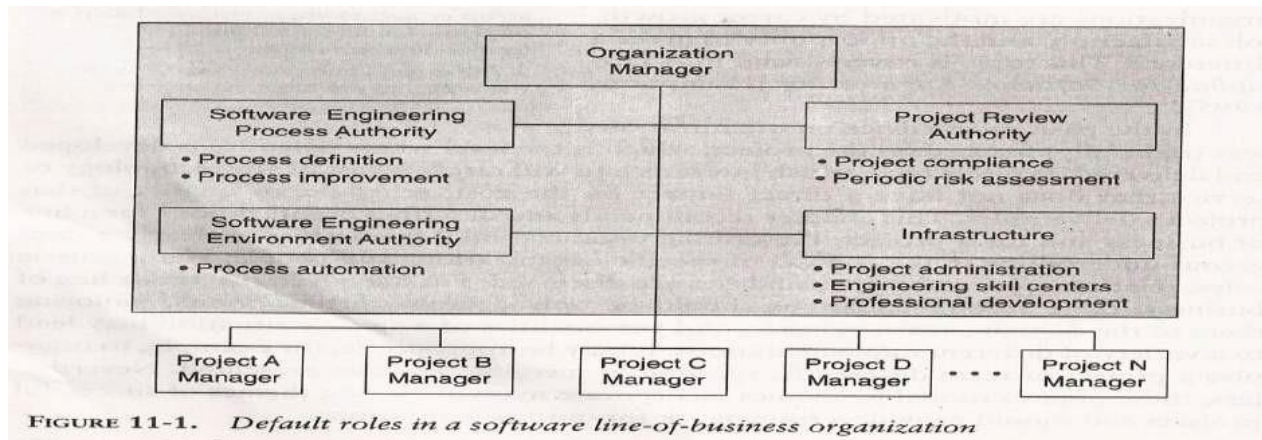 Organization
Manager
Software Engineering
Process Authority
• Process definition
• Process improvement
Project Review
Authority
• Project compliance
• Periodic risk assessment
Software Engineering
Environment Authority
• Process automation
Infrastructure
• Project administration
• Engineering skill centers
• Professional development
Project A
Manager
Project B
Manager
Project C
Manager
Project D
Manager
• • • •
Project N
Manager
FIGURE 11-1. Default roles in a software line-of-business organization